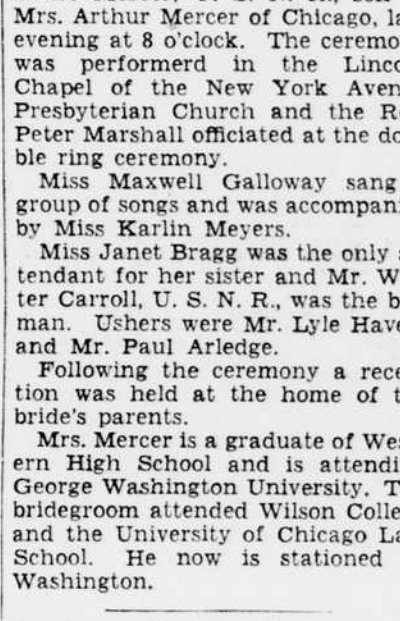 Mrs. Arthur Mercer of Chicago, la
evening at 8 o'clock. The ceremo
was performerd in the Linco
Chapel of the New York Aven
Presbyterian Church and the R
Peter Marshall officiated at the do
ble ring ceremony.
Miss Maxwell Galloway sang
group of songs and was accompani
by Miss Karlin Meyers.
Miss Janet Bragg was the only a
tendant for her sister and Mr. W
ter Carroll, U. S. N. R., was the b
man. Ushers were Mr. Lyle Have
and Mr. Paul Arledge.
Following the ceremony a rece
tion was held at the home of t
bride's parents.
Mrs. Mercer is a graduate of Wes
ern High School and is attendi
George Washington University. T
bridegroom attended Wilson Colle
and the University of Chicago La
School. He now is stationed
Washington.